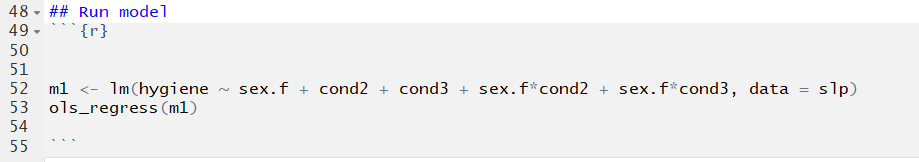 48 ## Run model
49 ```{r}
50
51
52 m1 <- lm(hygiene ~ sex.f + cond2 + cond3 + sex.f*cond2 + sex.f*cond3, data = slp)
53 ols_regress(m1)
54
55 ```